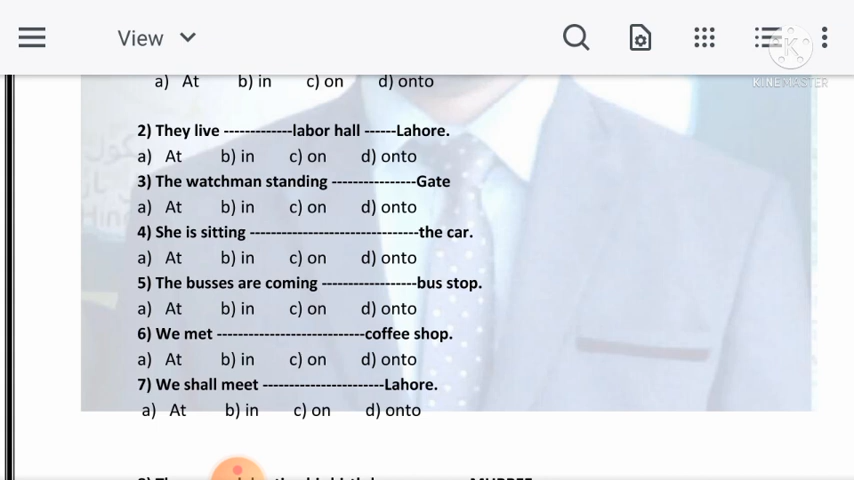 View
KINEMASTER
a) At b) in c) on d) onto
2) They live -------------labor hall ------Lahore.
a) At b) in c) on d) onto
3) The watchman standing ----------------Gate
a) At b) in c) on d) onto
4) She is sitting --------------------------------the car.
a) At b) in c) on d) onto
5) The busses are coming ------------------bus stop.
a) At b) in c) on d) onto
6) We met ----------------------------coffee shop.
a) At b) in c) on d) onto
7) We shall meet -----------------------Lahore.
a) At b) in c) on d) onto